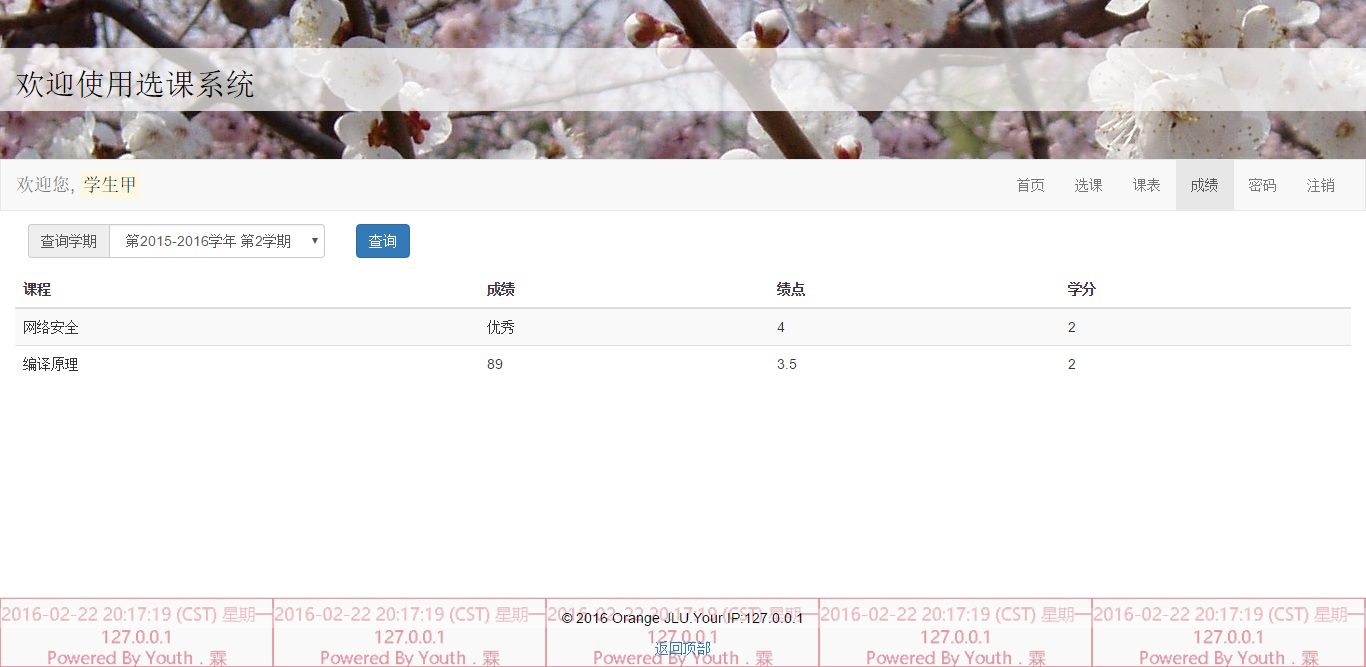 欢迎使用选课系统
欢迎您, 学生甲 首页 选课 课表 成绩 密码 注销
查询学期 第2015-2016学年 第2学期 查询
课程 成绩 绩点 学分
网络安全 优秀 4 2
编译原理 89 3.5 2
2016-02-22 20:17:19 (CST) 星期一 2016-02-22 20:17:19 (CST) 星期一 2016-02-22 20:17:19 (CST) 星期一 2016-02-22 20:17:19 (CST) 星期一 2016-02-22 20:17:19 (CST) 星期一
© 2016 Orange JLU.Your IP:127.0.0.1
127.0.0.1 127.0.0.1 127.0.0.1 127.0.0.1 127.0.0.1
返回顶部
Powered By Youth . 霖 Powered By Youth . 霖 Powered By Youth . 霖 Powered By Youth . 霖 Powered By Youth . 霖